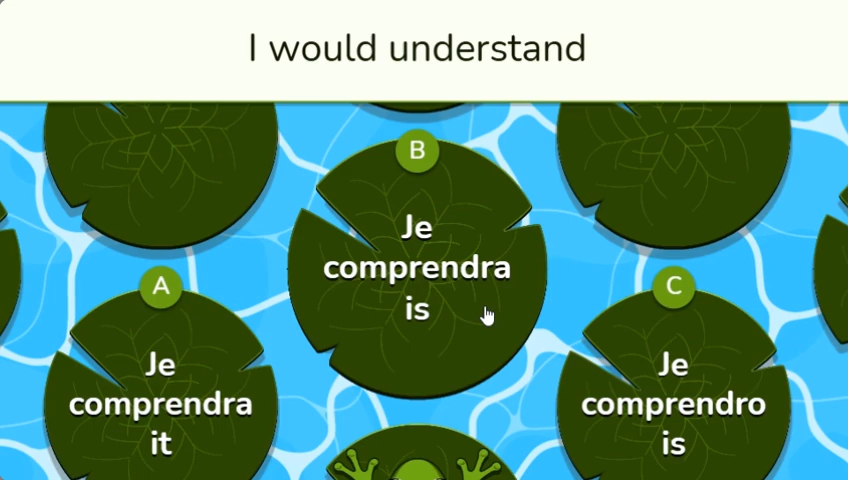 I would understand
B
Je
comprendra
is
A
Je
comprendra
it
C
Je
comprendro
is